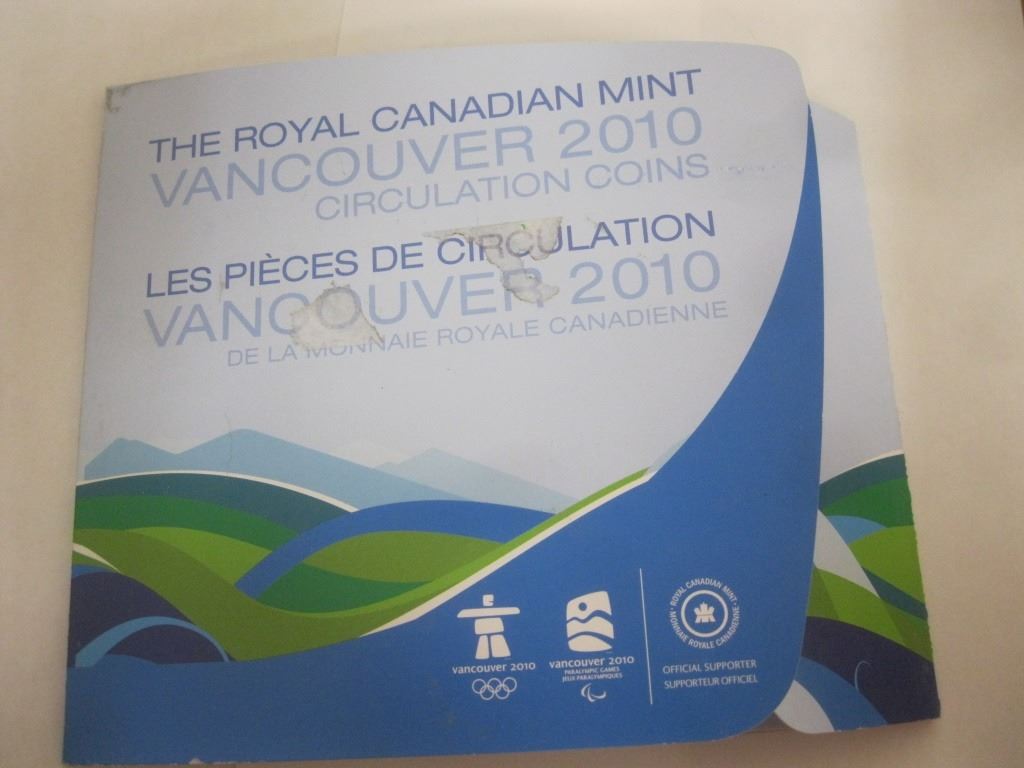 THE ROYAL CANADIAN MINT
VANCOUVER 2010
CIRCULATION COINS
LES PIÈCES DE CIRCULATION
VANCOUVER 2010
DE LA MONNAIE ROYALE CANADIENNE
vancouver 2010
vancouver 2010
PARALYMPIC GAMES
JEUX PARALYMPIQUES
ROYAL CANADIAN MINT
MONNAIE ROYALE CANADIENNE
OFFICIAL SUPPORTER
SUPPORTEUR OFFICIEL